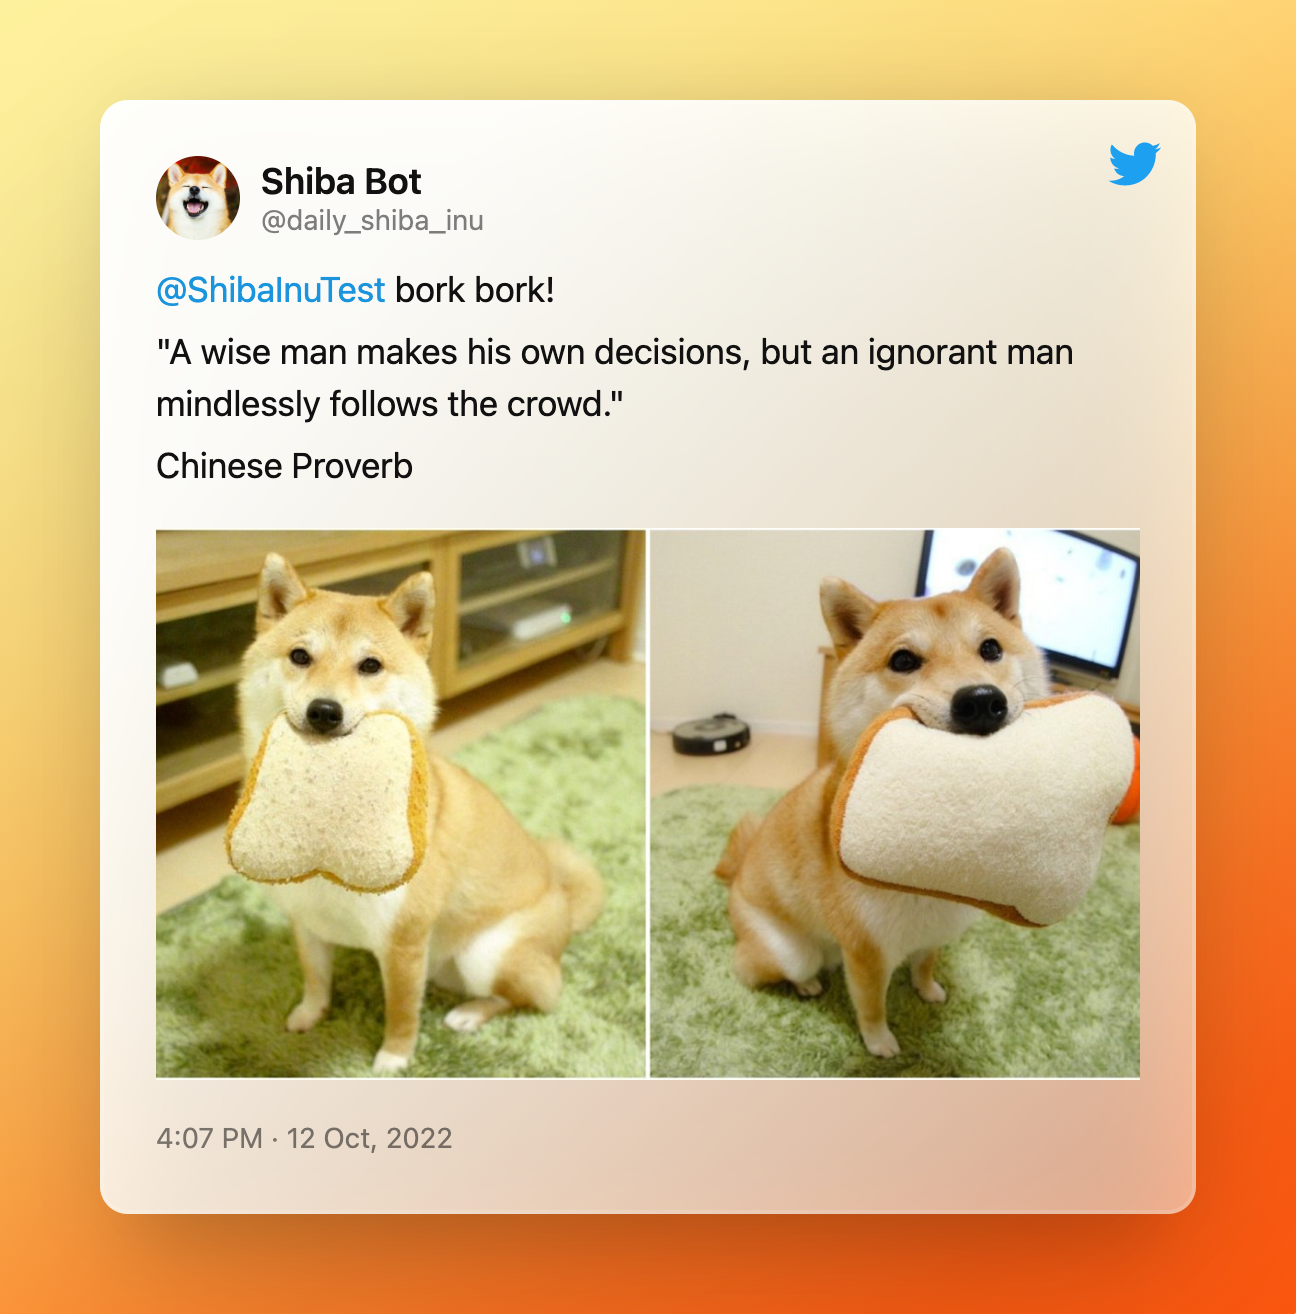 Shiba Bot
@daily_shiba_inu
@ShibaInuTest bork bork!
"A wise man makes his own decisions, but an ignorant man
mindlessly follows the crowd."
Chinese Proverb
4:07 PM · 12 Oct, 2022